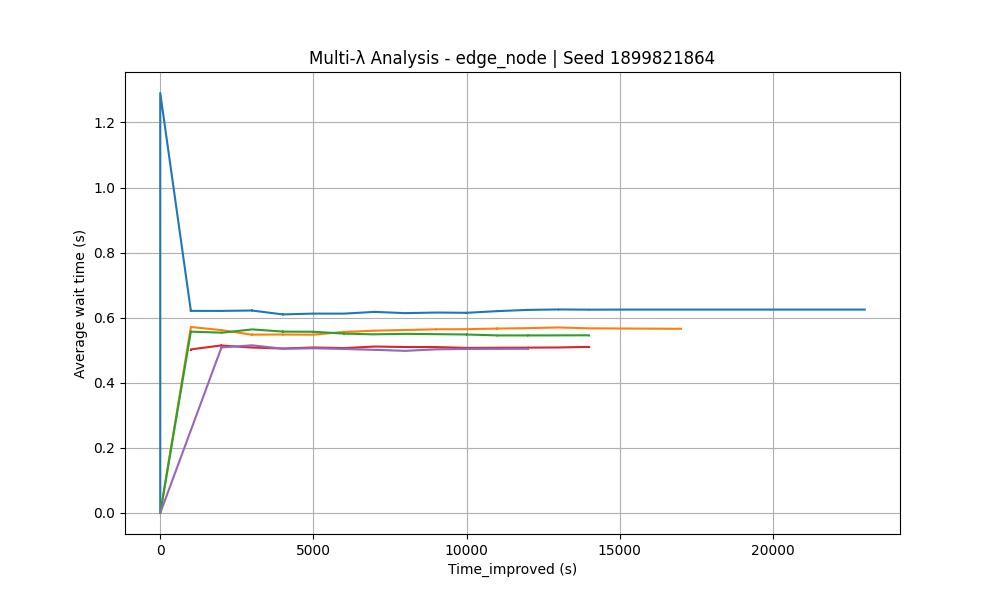 Multi-λ Analysis - edge_node | Seed 1899821864
Average wait time (s)
1.2
1.0
0.8
0.6
0.4
0.2
0.0
0 5000 10000 15000 20000
Time_improved (s)